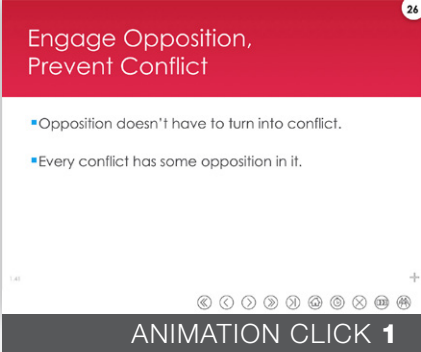 26
Engage Opposition,
Prevent Conflict
Opposition doesn't have to turn into conflict.
Every conflict has some opposition in it.
ANIMATION CLICK 1